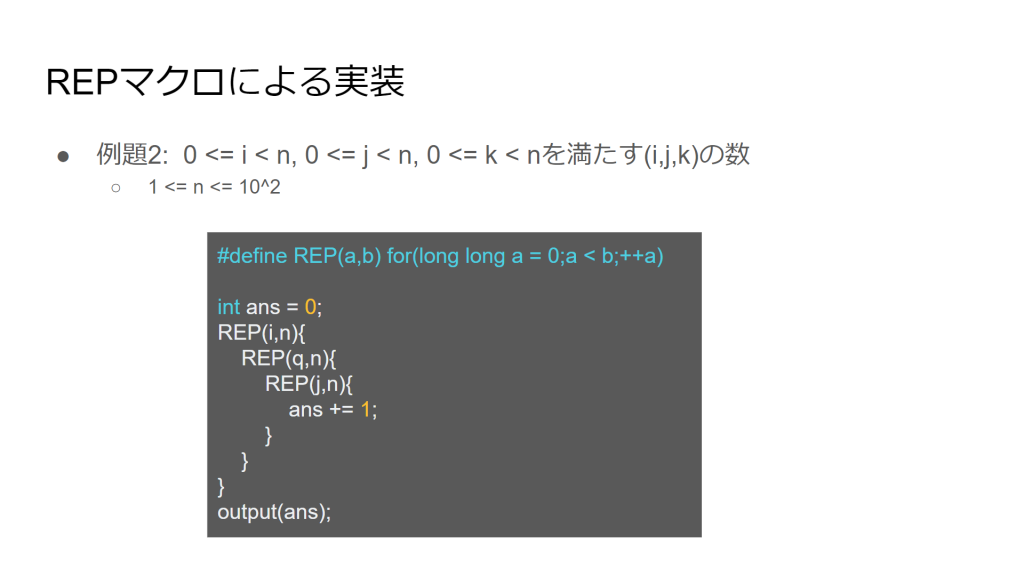 REPマクロによる実装
● 例題2: 0 <= i < n, 0 <= j < n, 0 <= k < nを満たす(i,j,k)の数
○ 1 <= n <= 10^2
#define REP(a,b) for(long long a = 0;a < b;++a)
int ans = 0;
REP(i,n){
REP(q,n){
REP(j,n){
ans += 1;
}
}
}
output(ans);